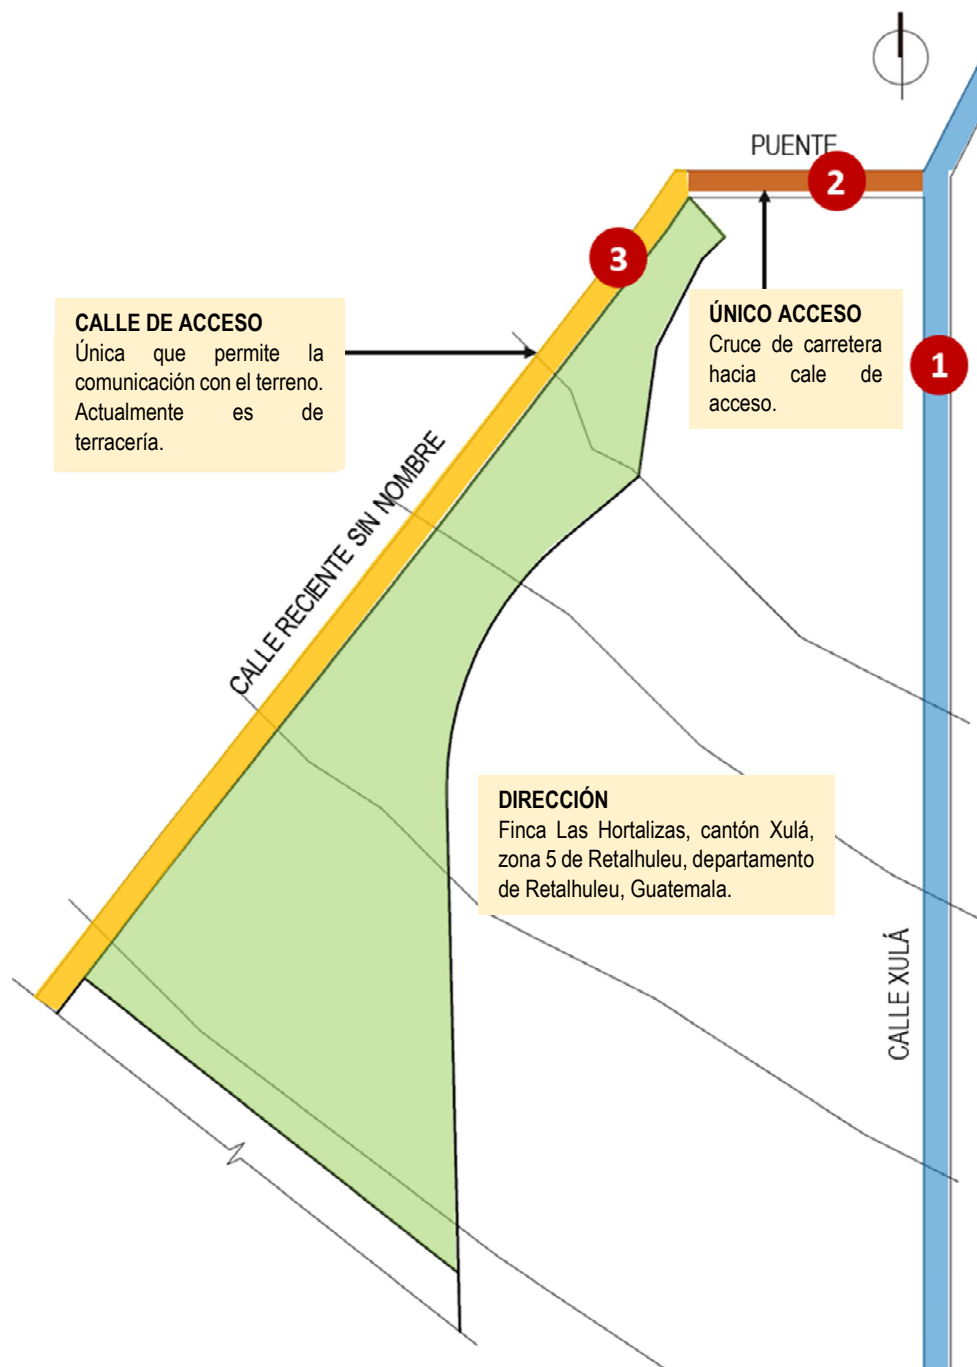 PUENTE
2
3
CALLE DE ACCESO
Única que permite la
comunicación con el terreno.
Actualmente es de
terracería.
ÚNICO ACCESO
Cruce de carretera
hacia cale de
acceso.
1
CALLE RECIENTE SIN NOMBRE
DIRECCIÓN
Finca Las Hortalizas, cantón Xulá,
zona 5 de Retalhuleu, departamento
de Retalhuleu, Guatemala.
CALLE XULÁ